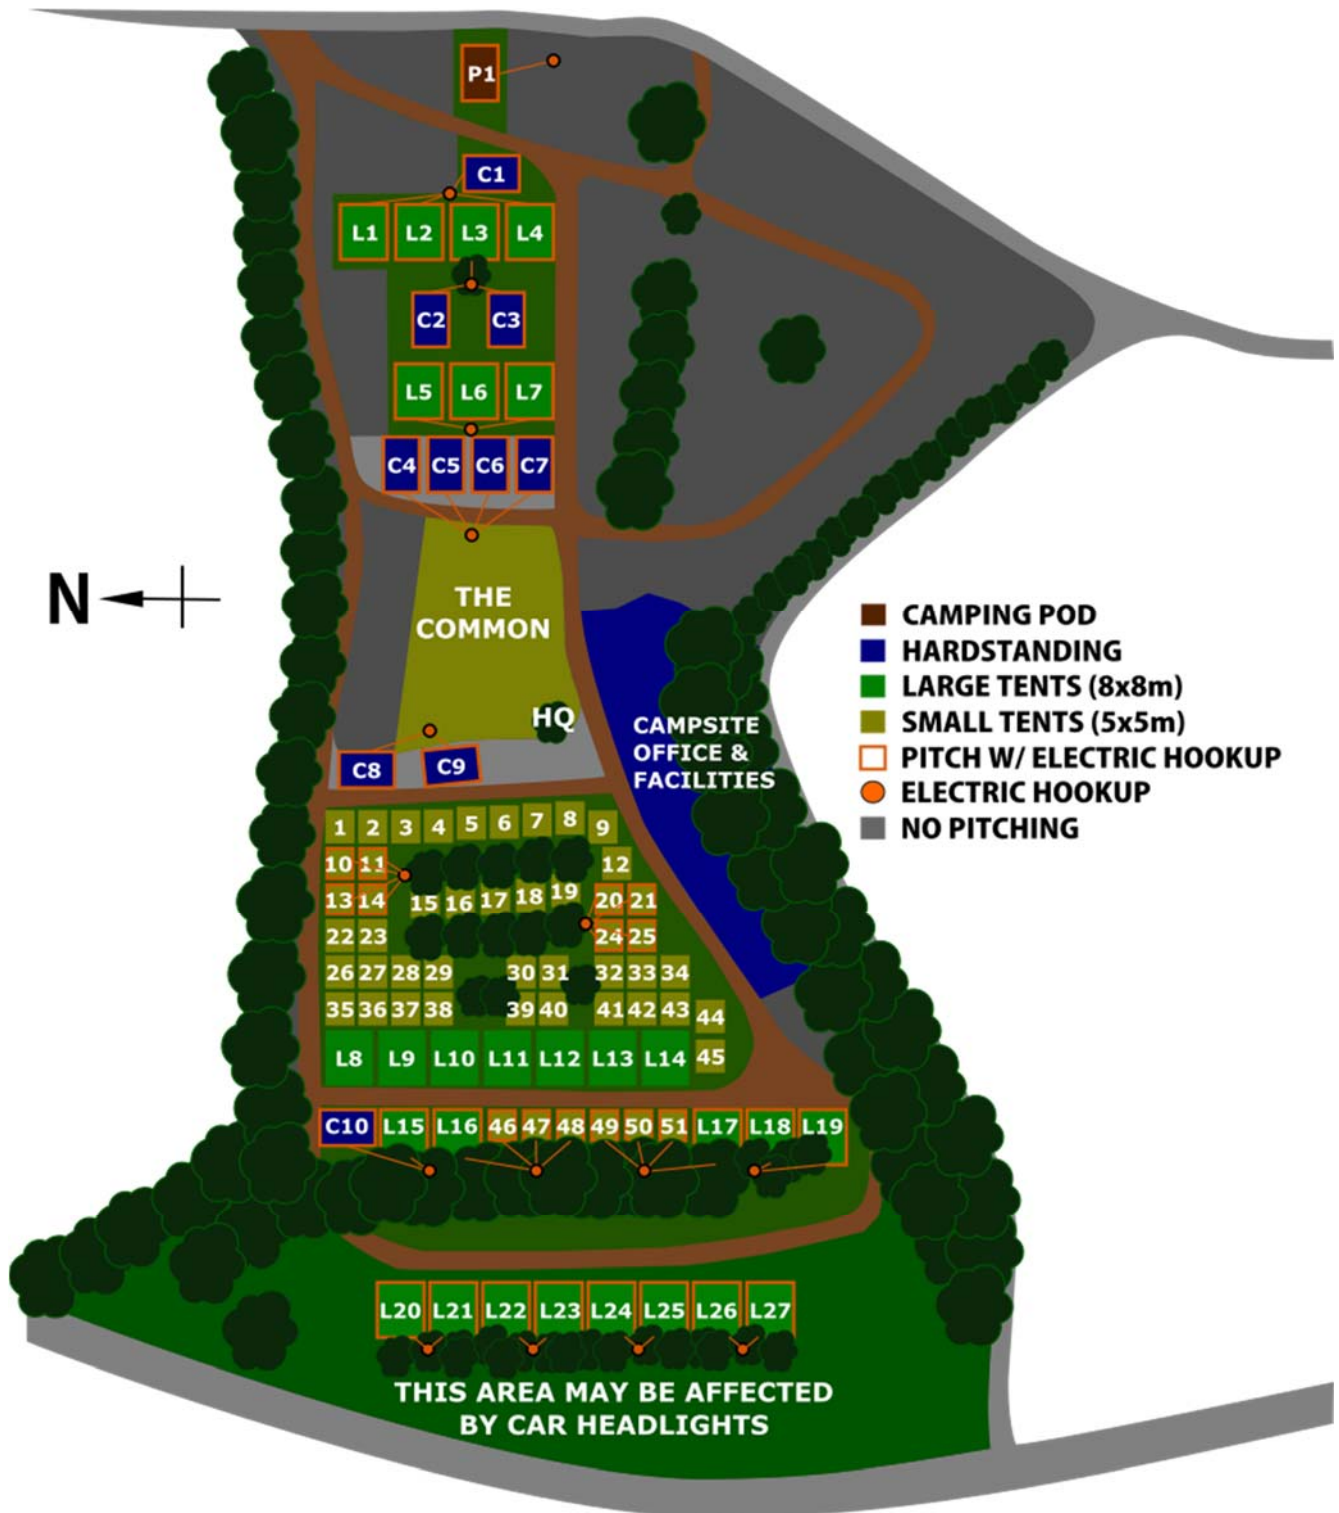 P1
C1
L1 L2 L3 L4
C2 C3
L5 L6 L7
C4 C5 C6 C7
N
THE
COMMON
HQ
C8 C9
CAMPSITE
OFFICE &
FACILITIES
CAMPING POD
HARDSTANDING
LARGE TENTS (8x8m)
SMALL TENTS (5x5m)
PITCH W/ ELECTRIC HOOKUP
ELECTRIC HOOKUP
NO PITCHING
1 2 3 4 5 6 7 8 9
10 11 12
13 14 15 16 17 18 19 20 21
22 23 24 25
26 27 28 29 30 31 32 33 34
35 36 37 38 39 40 41 42 43 44
L8 L9 L10 L11 L12 L13 L14 45
C10 L15 L16 46 47 48 49 50 51 L17 L18 L19
L20 L21 L22 L23 L24 L25 L26 L27
THIS AREA MAY BE AFFECTED
BY CAR HEADLIGHTS